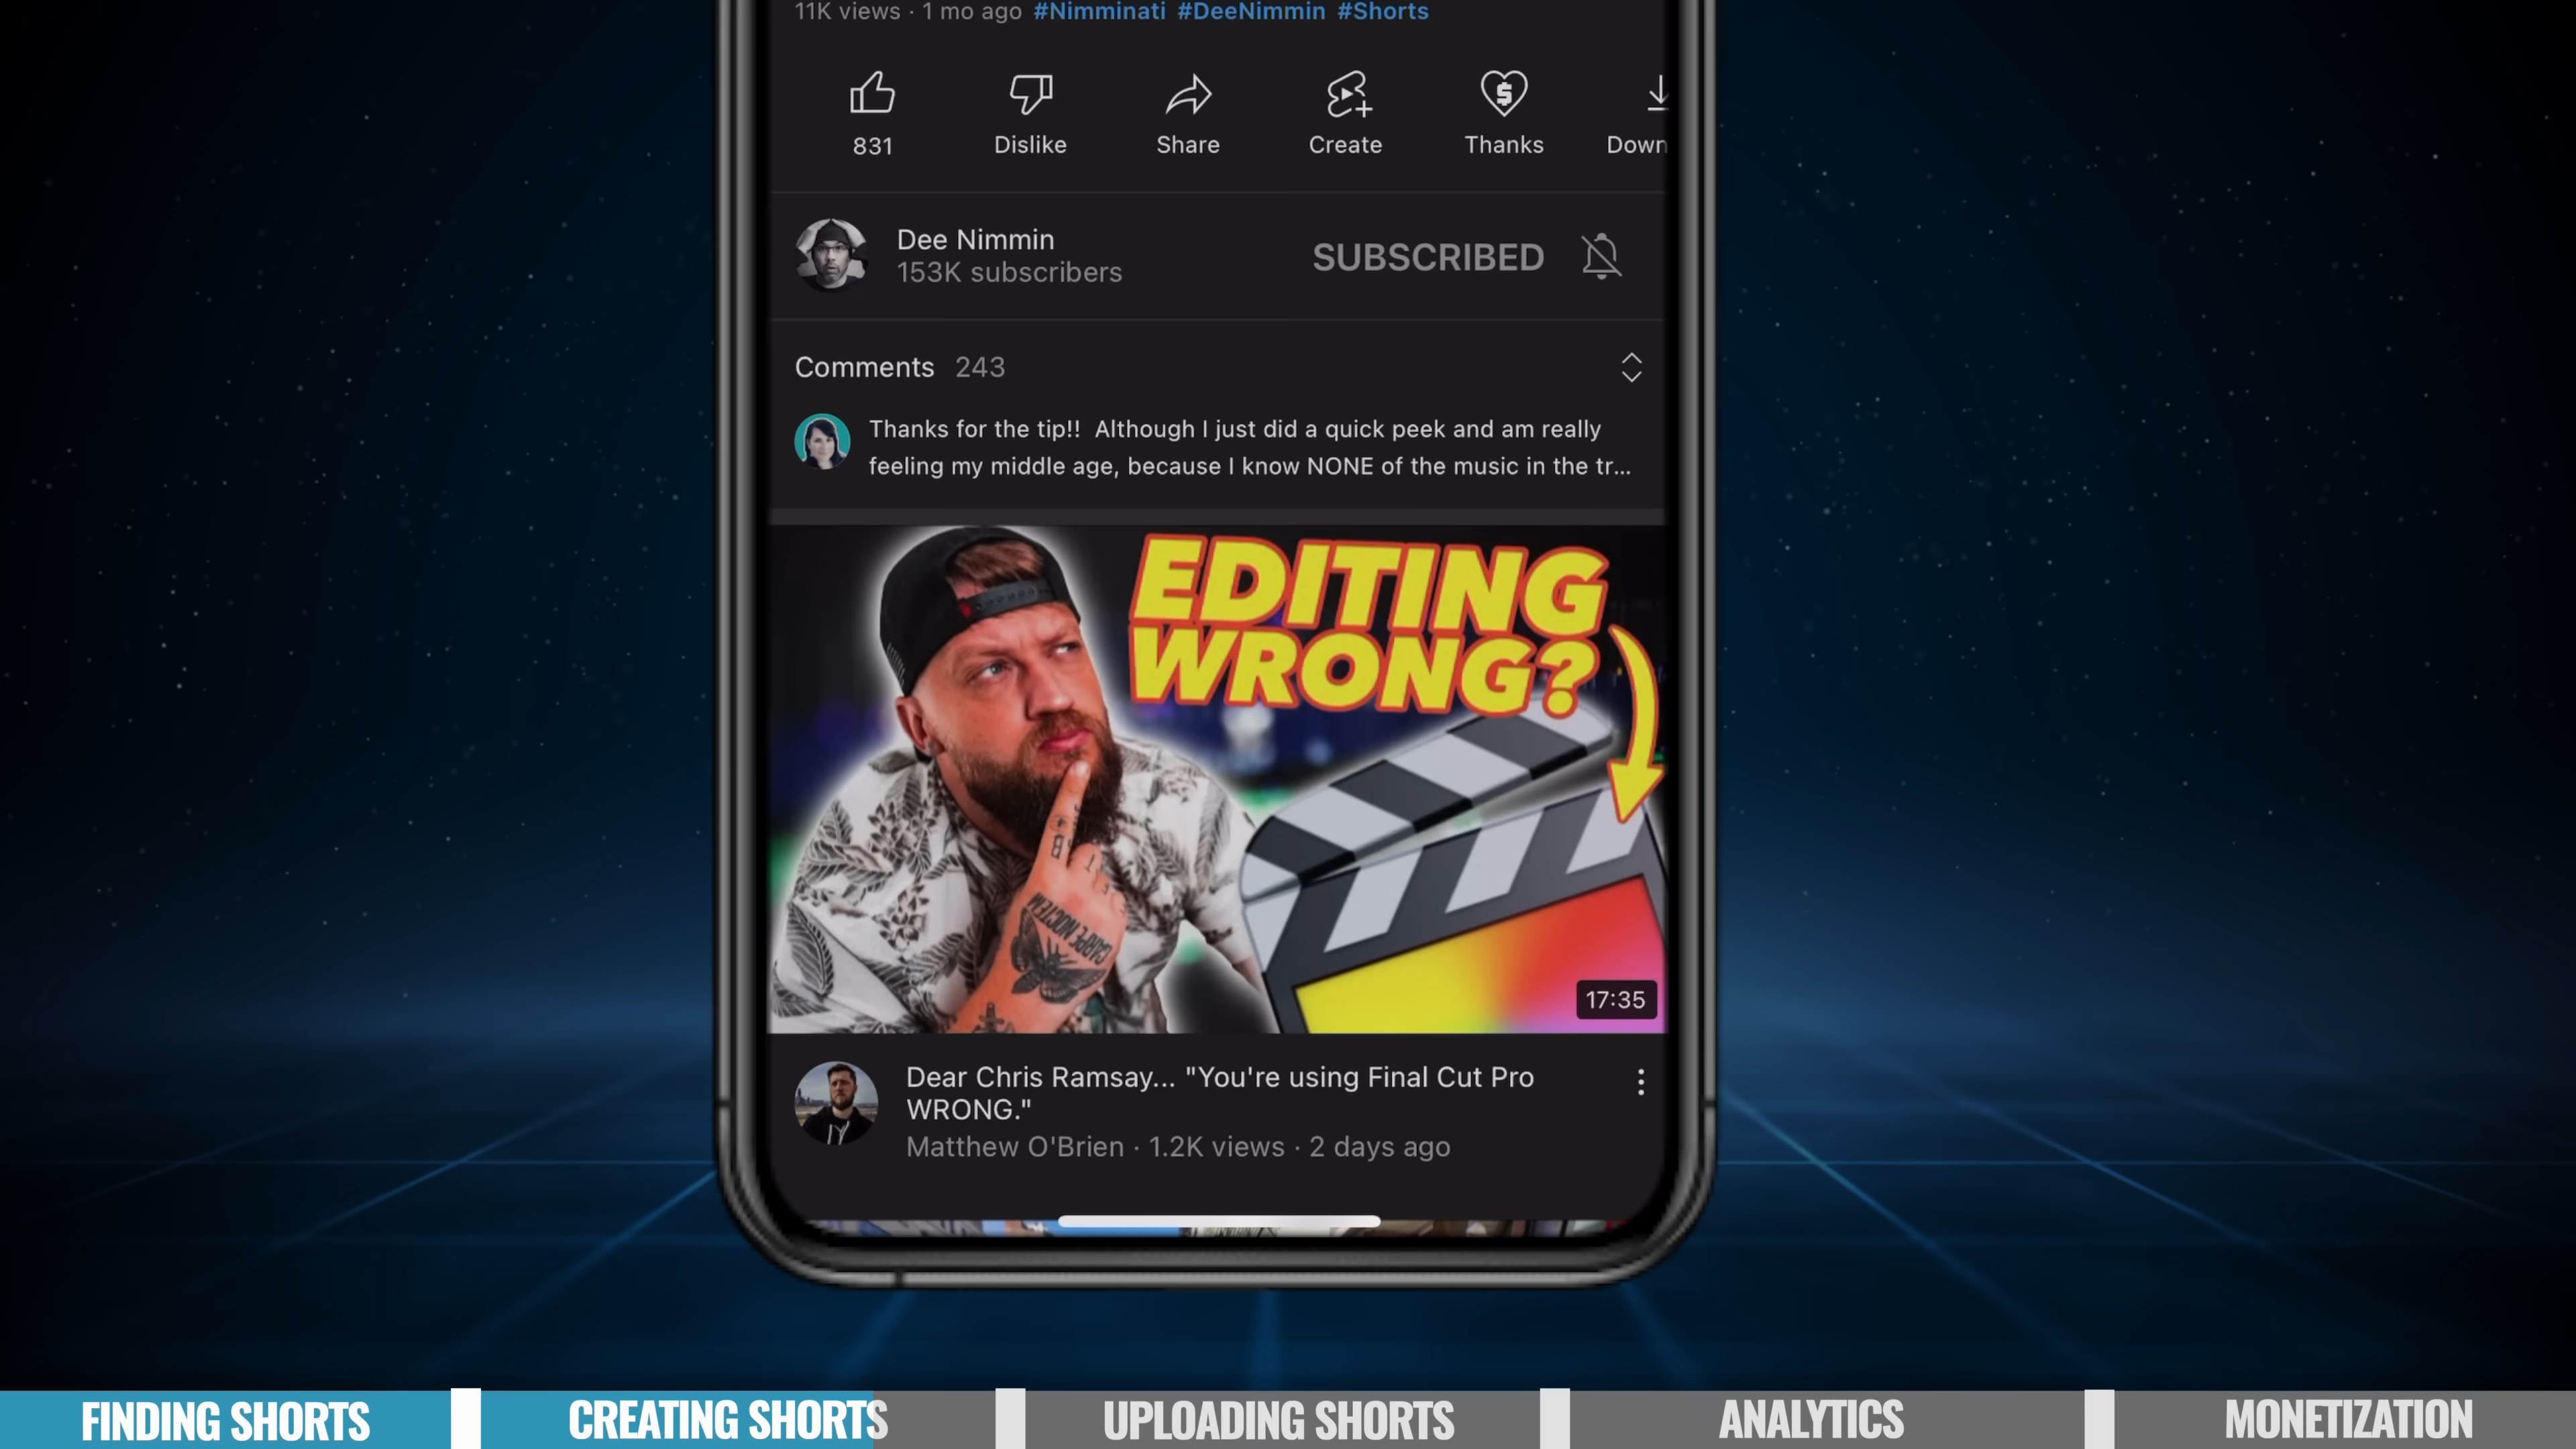 11K views · 1 mo ago #Nimminati #DeeNimmin #Shorts
831 Dislike Share Create Thanks Down
Dee Nimmin
153K subscribers
SUBSCRIBED
Comments 243
Thanks for the tip!! Although I just did a quick peek and am really
feeling my middle age, because I know NONE of the music in the tr...
EDITING
WRONG?
CARPE NOCTEM
17:35
Dear Chris Ramsay... "You're using Final Cut Pro
WRONG."
Matthew O'Brien · 1.2K views · 2 days ago
FINDING SHORTS CREATING SHORTS UPLOADING SHORTS ANALYTICS MONETIZATION